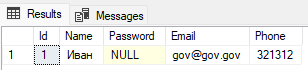 Results Messages
Id Name Password Email Phone
1 1 Иван NULL gov@gov.gov 321312